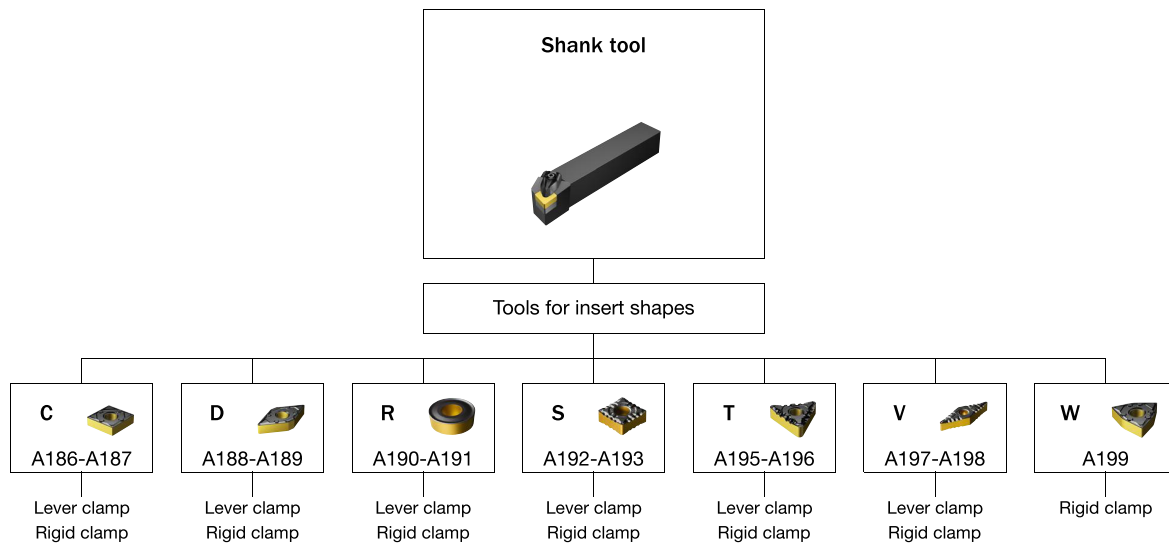 Shank tool
Tools for insert shapes
C
A186-A187
Lever clamp
Rigid clamp
D
A188-A189
Lever clamp
Rigid clamp
R
A190-A191
Lever clamp
Rigid clamp
S
A192-A193
Lever clamp
Rigid clamp
T
A195-A196
Lever clamp
Rigid clamp
V
A197-A198
Lever clamp
Rigid clamp
W
A199
Rigid clamp